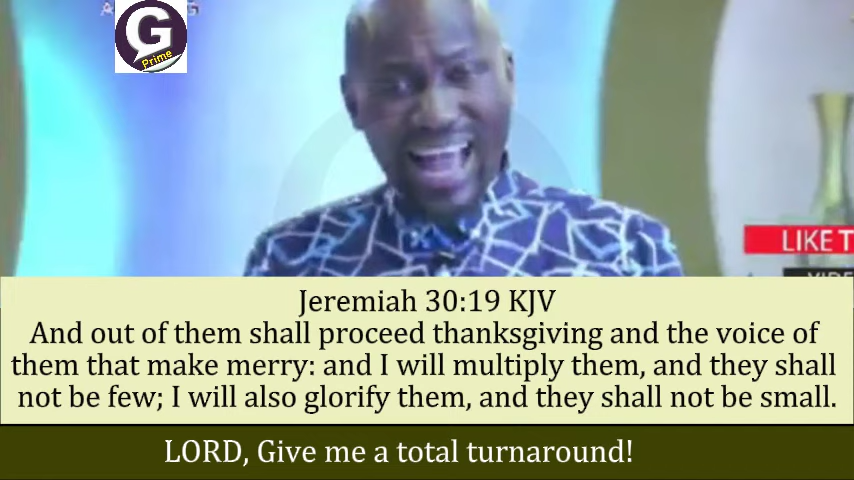 G
Prime
LIKE T
Jeremiah 30:19 KJV
And out of them shall proceed thanksgiving and the voice of
them that make merry: and I will multiply them, and they shall
not be few; I will also glorify them, and they shall not be small.
LORD, Give me a total turnaround!